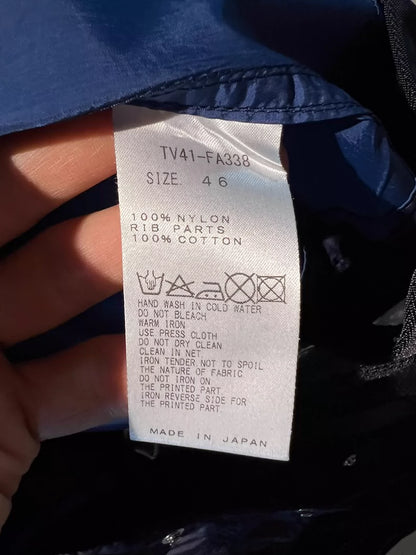 TV41-FA338
SIZE. 46
100% NYLON
RIB PARTS
100% COTTON
HAND WASH IN COLD WATER
DO NOT BLEACH
WARM IRON
USE PRESS CLOTH
DO NOT DRY CLEAN
CLEAN IN NET
IRON TENDER NOT TO SPOIL
THE NATURE OF FABRIC
DO NOT IRON ON
THE PRINTED PART
IRON REVERSE SIDE FOR
THE PRINTED PART.
MADE IN JAPAN